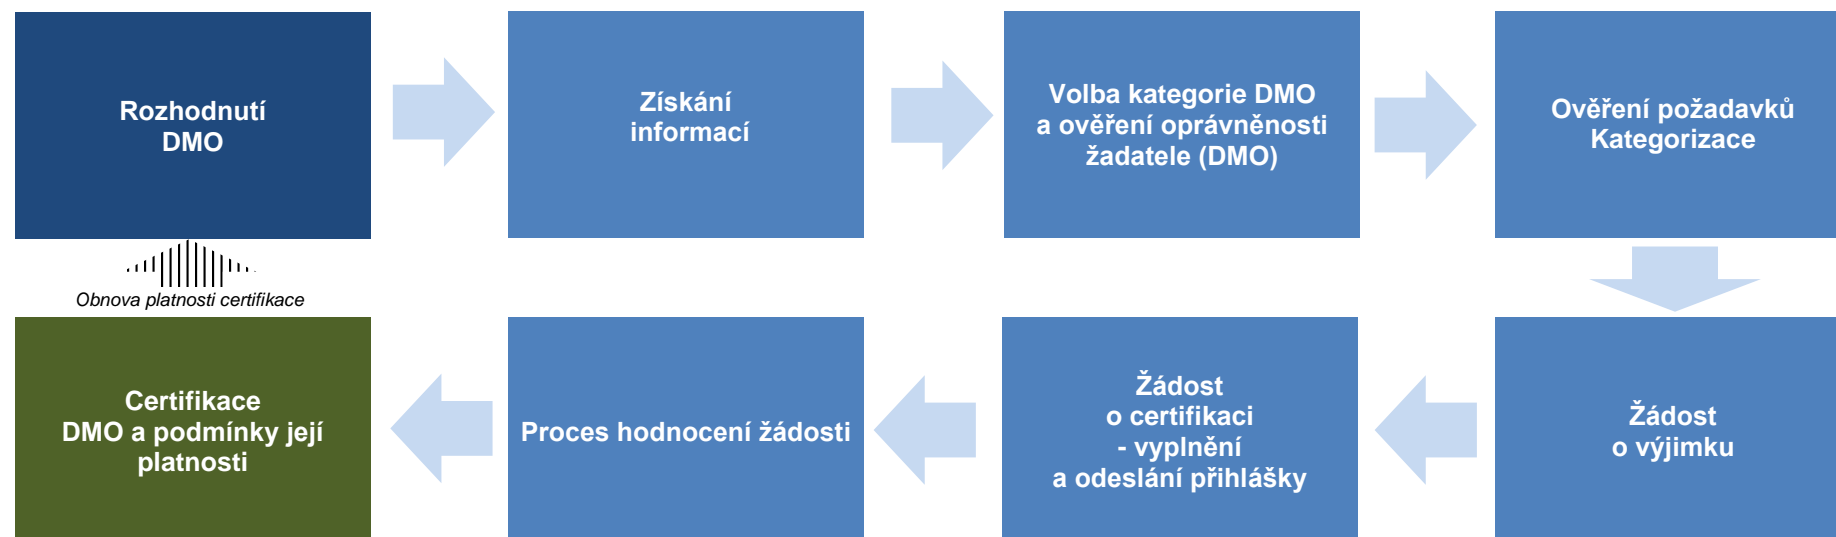 Rozhodnutí
DMO
Získání
informací
Volba kategorie DMO
a ověření oprávněnosti
žadatele (DMO)
Ověření požadavků
Kategorizace
Obnova platnosti certifikace
Certifikace
DMO a podmínky její
platnosti
Proces hodnocení žádosti
Žádost
o certifikaci
- vyplnění
a odeslání přihlášky
Žádost
o výjimku